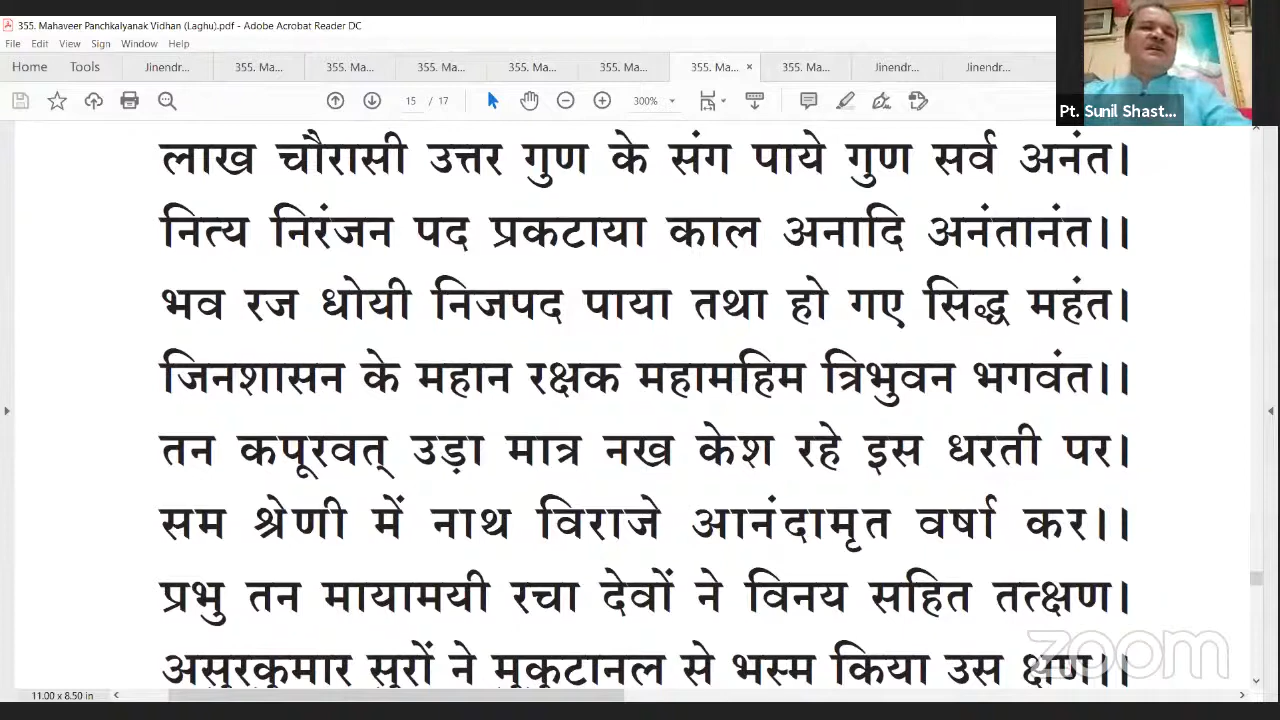 355. Mahaveer Panchkalyanak Vidhan (Laghu).pdf - Adobe Acrobat Reader DC
File Edit View Sign Window Help
Home Tools Jinendr... 355. Ma... 355. Ma... 355. Ma... 355. Ma... 355. Ma... 355. Ma... × 355. Ma... Jinendr... Jinendr...
15 / 17 300%
Pt. Sunil Shast...
लाख चौरासी उत्तर गुण के संग पाये गुण सर्व अनंत।
नित्य निरंजन पद प्रकटाया काल अनादि अनंतानंत।।
भव रज धोयी निजपद पाया तथा हो गए सिद्ध महंत।
जिनशासन के महान रक्षक महामहिम त्रिभुवन भगवंत।।
तन कपूरवत् उड़ा मात्र नख केश रहे इस धरती पर।
सम श्रेणी में नाथ विराजे आनंदामृत वर्षा कर।।
प्रभु तन मायामयी रचा देवों ने विनय सहित तत्क्षण।
असुरकुमार सुरों ने मुकुटानल से भस्म किया उस क्षण।।
zoom
11.00 x 8.50 in